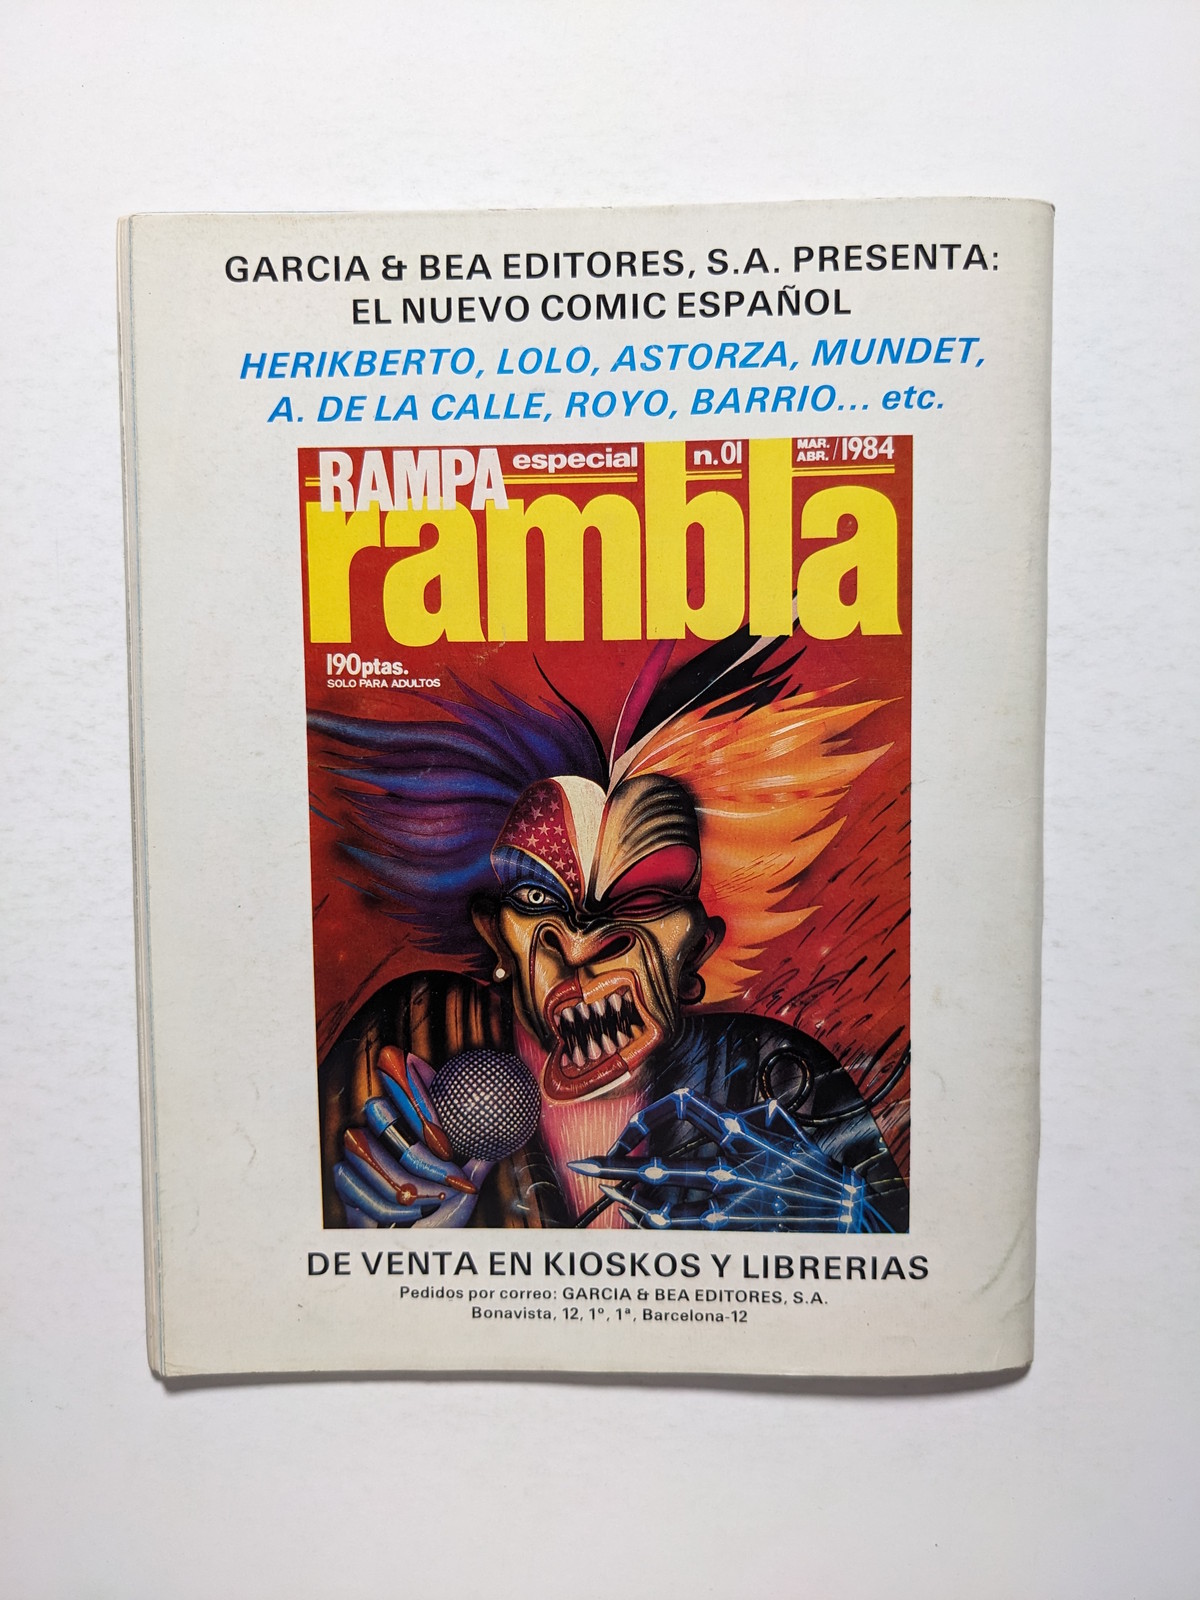 GARCIA & BEA EDITORES, S.A. PRESENTA:
EL NUEVO COMIC ESPAÑOL
HERIKBERTO, LOLO, ASTORZA, MUNDET,
A. DE LA CALLE, ROYO, BARRIO... etc.
RAMPA especial n.01 MAR. ABR. /1984
rambla
190ptas.
SOLO PARA ADULTOS
DE VENTA EN KIOSKOS Y LIBRERIAS
Pedidos por correo: GARCIA & BEA EDITORES, S.A.
Bonavista, 12, 1º, 1ª, Barcelona-12